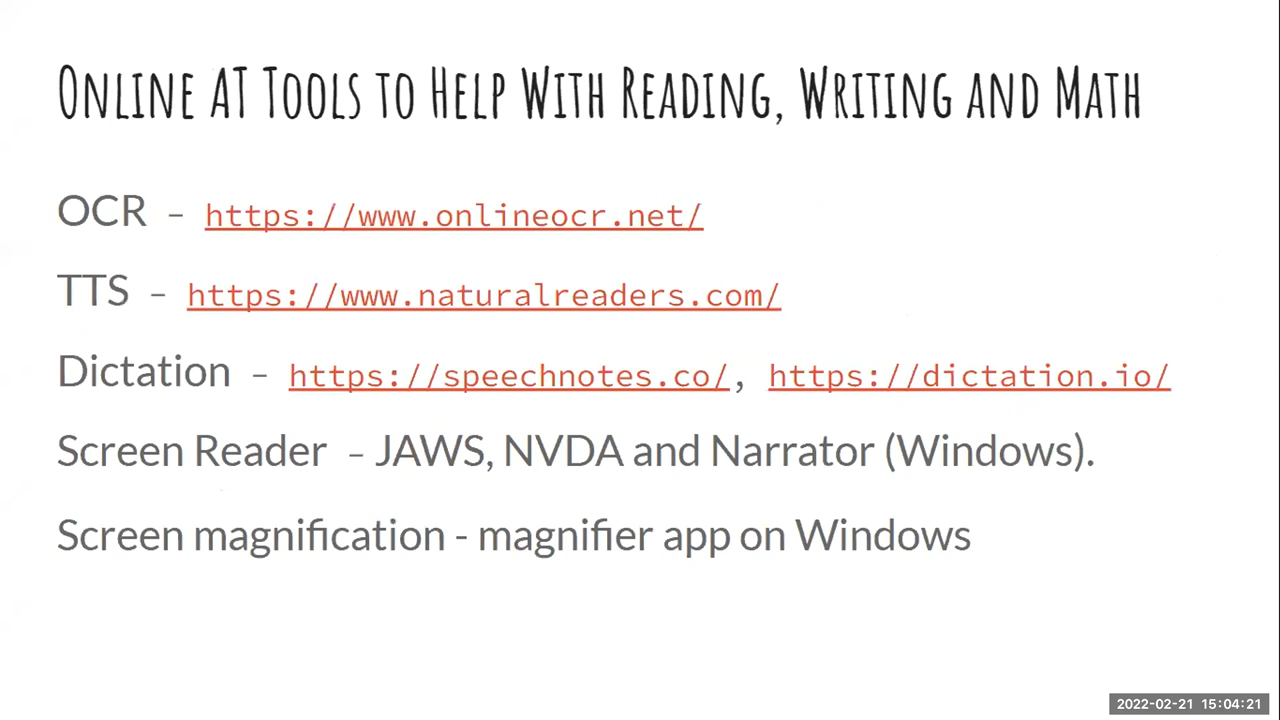 Online AT Tools to Help With Reading, Writing and Math
OCR – https://www.onlineocr.net/
TTS – https://www.naturalreaders.com/
Dictation – https://speechnotes.co/, https://dictation.io/
Screen Reader – JAWS, NVDA and Narrator (Windows).
Screen magnification - magnifier app on Windows
2022-02-21 15:04:21